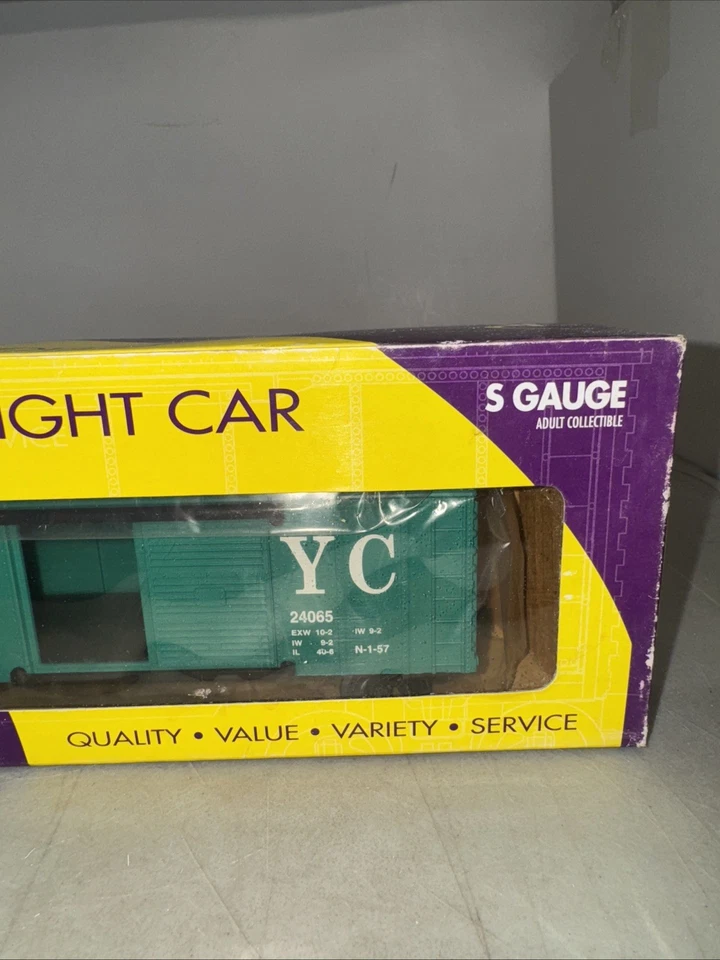 IGHT CAR
S GAUGE
ADULT COLLECTIBLE
Y C
24065
EXW 10-2 IW 9-2
IW 9-2
IL 40-6 N-1-57
QUALITY • VALUE • VARIETY • SERVICE